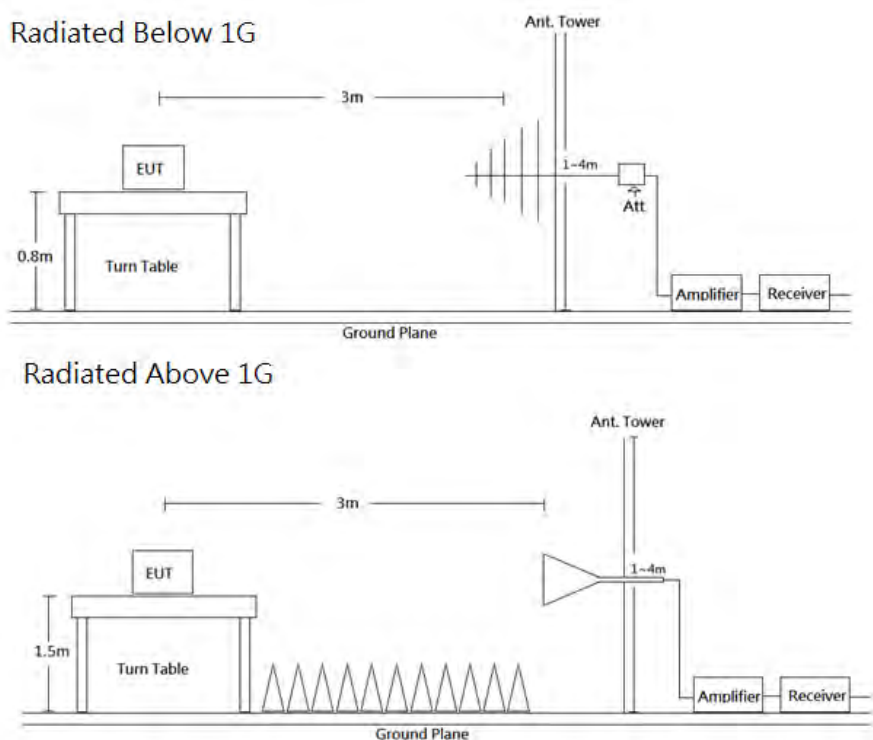 Radiated Below 1G
Ant. Tower
3m
EUT
1~4m
Att
0.8m
Turn Table
Amplifier
Receiver
Ground Plane
Radiated Above 1G
Ant. Tower
3m
EUT
1~4m
1.5m
Turn Table
Amplifier
Receiver
Ground Plane